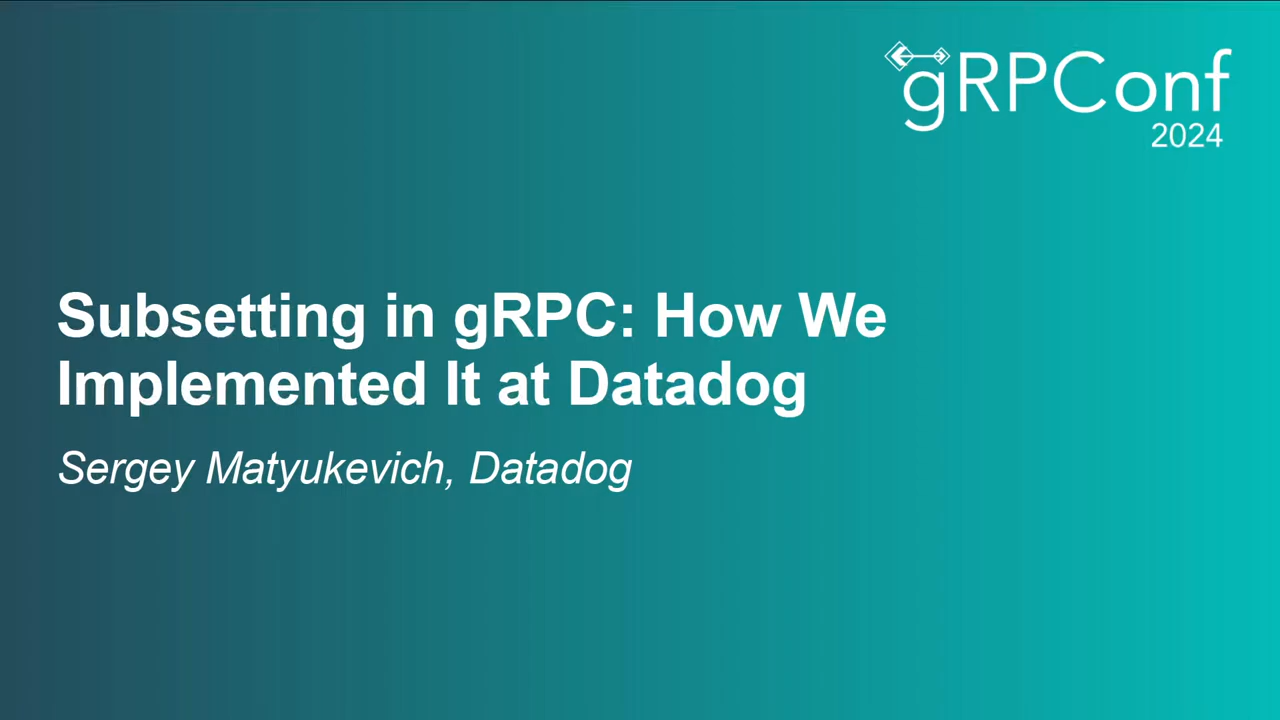 gRPConf
2024
Subsetting in gRPC: How We
Implemented It at Datadog
Sergey Matyukevich, Datadog